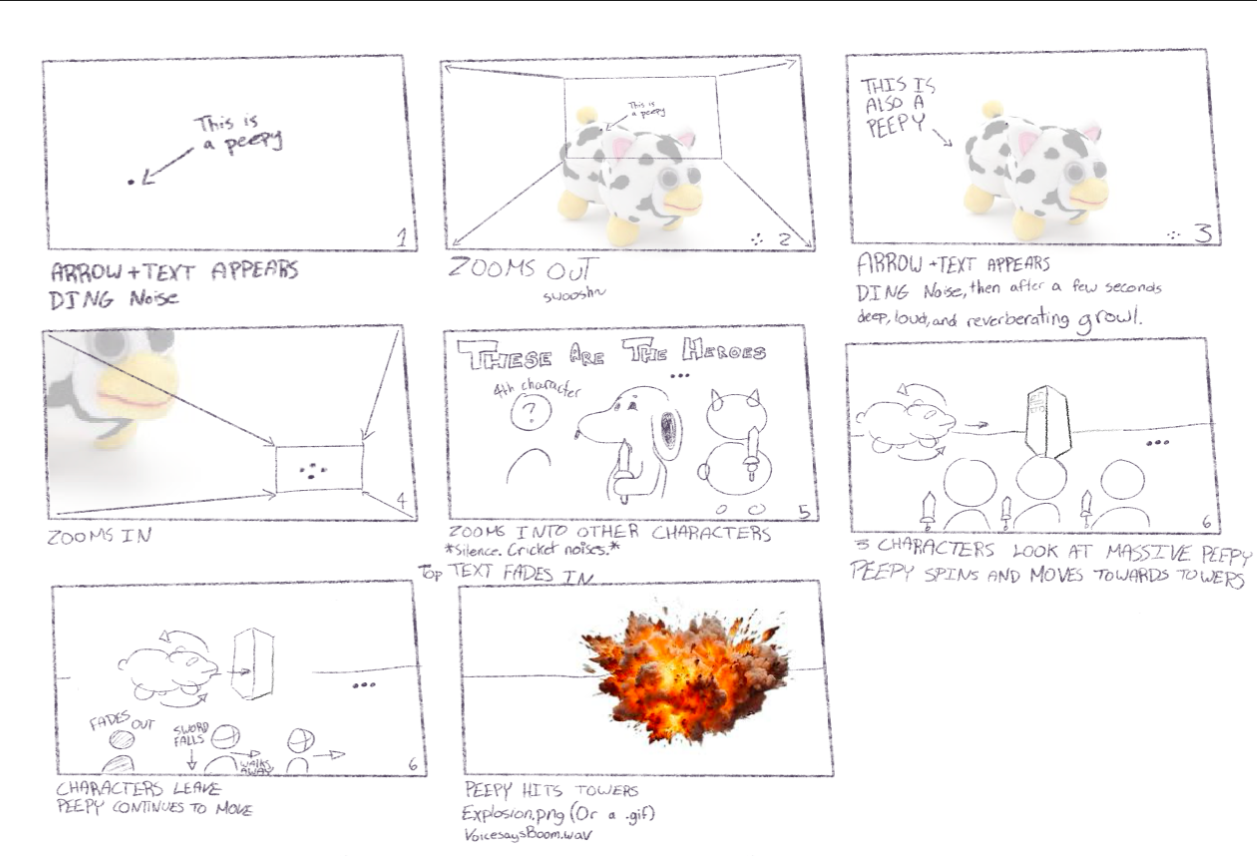 This is
a peepy
1
ARROW + TEXT APPEARS
DING Noise
This is
a peepy
2
ZOOMS OUT
swoosh~
THIS IS
ALSO A
PEEPY
3
ARROW + TEXT APPEARS
DING Noise, then after a few seconds
deep, loud, and reverberating growl.
4
ZOOMS IN
THESE ARE THE HEROES
...
4th character
?
5
ZOOMS INTO OTHER CHARACTERS
*Silence. Cricket noises.*
Top TEXT FADES IN
6
3 CHARACTERS LOOK AT MASSIVE PEEPY
PEEPY SPINS AND MOVES TOWARDS TOWERS
FADES OUT
SWORD
FALLS
WALKS
AWAY
6
CHARACTERS LEAVE
PEEPY CONTINUES TO MOVE
PEEPY HITS TOWERS
Explosion.png (Or a .gif)
VoicesaysBoom.wav